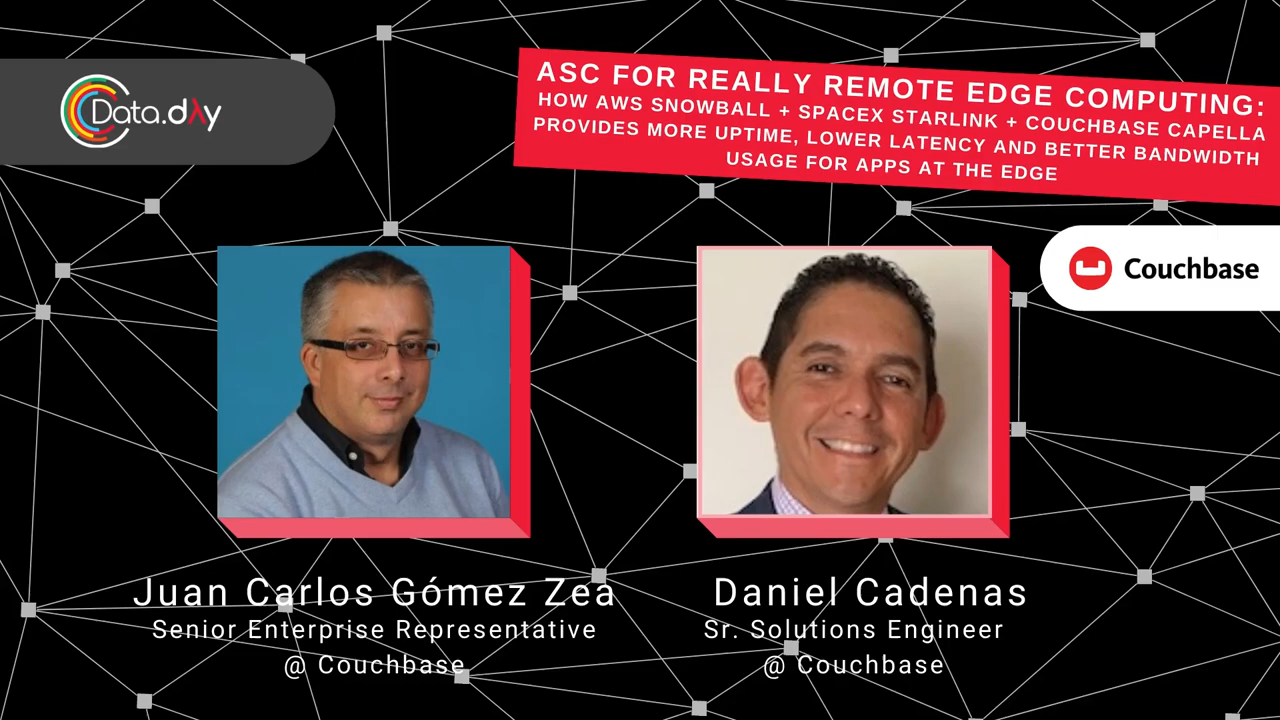 Data.day
ASC FOR REALLY REMOTE EDGE COMPUTING:
HOW AWS SNOWBALL + SPACEX STARLINK + COUCHBASE CAPELLA
PROVIDES MORE UPTIME, LOWER LATENCY AND BETTER BANDWIDTH
USAGE FOR APPS AT THE EDGE
Couchbase
Juan Carlos Gómez Zea
Senior Enterprise Representative
@ Couchbase
Daniel Cadenas
Sr. Solutions Engineer
@ Couchbase